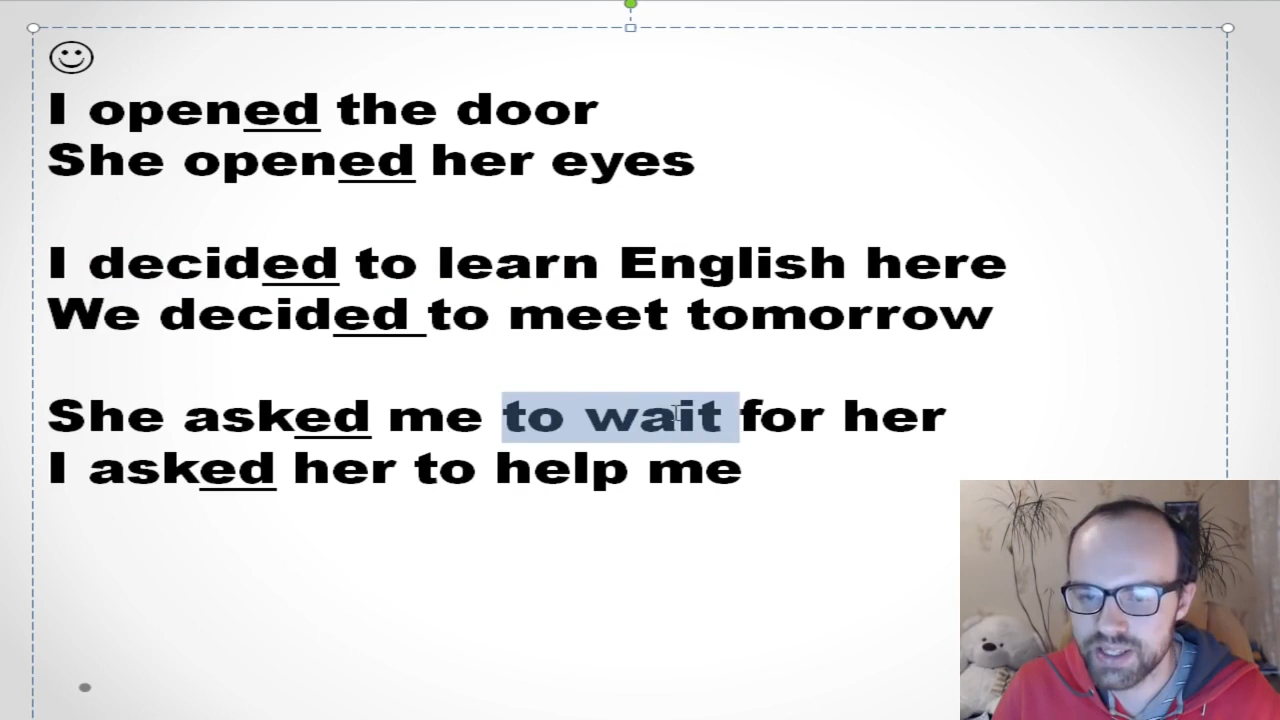 I opened the door
She opened her eyes
I decided to learn English here
We decided to meet tomorrow
She asked me to wait for her
I asked her to help me